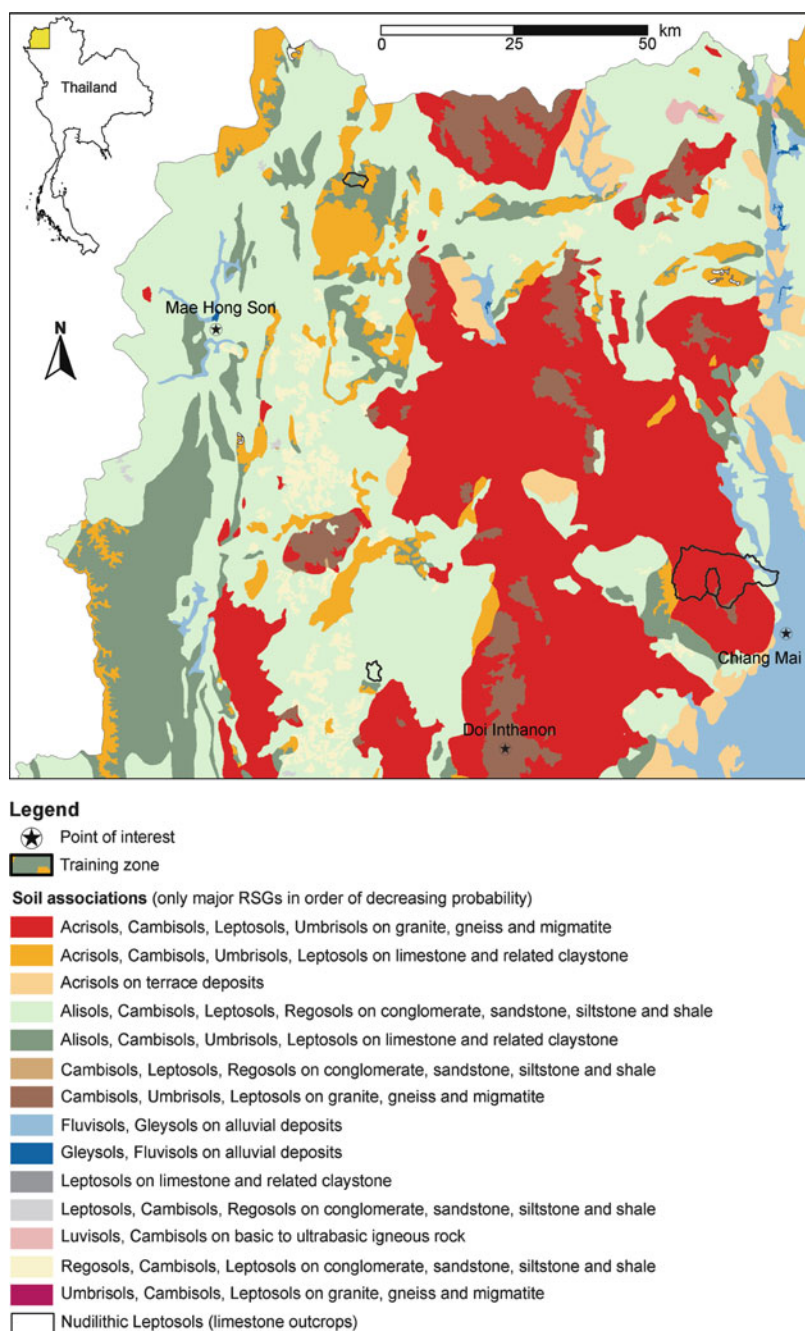 km
0 25 50
Thailand
Mae Hong Son
N
Chiang Mai
Doi Inthanon
Legend
Point of interest
Training zone
Soil associations (only major RSGs in order of decreasing probability)
Acrisols, Cambisols, Leptosols, Umbrisols on granite, gneiss and migmatite
Acrisols, Cambisols, Umbrisols, Leptosols on limestone and related claystone
Acrisols on terrace deposits
Alisols, Cambisols, Leptosols, Regosols on conglomerate, sandstone, siltstone and shale
Alisols, Cambisols, Umbrisols, Leptosols on limestone and related claystone
Cambisols, Leptosols, Regosols on conglomerate, sandstone, siltstone and shale
Cambisols, Umbrisols, Leptosols on granite, gneiss and migmatite
Fluvisols, Gleysols on alluvial deposits
Gleysols, Fluvisols on alluvial deposits
Leptosols on limestone and related claystone
Leptosols, Cambisols, Regosols on conglomerate, sandstone, siltstone and shale
Luvisols, Cambisols on basic to ultrabasic igneous rock
Regosols, Cambisols, Leptosols on conglomerate, sandstone, siltstone and shale
Umbrisols, Cambisols, Leptosols on granite, gneiss and migmatite
Nudilithic Leptosols (limestone outcrops)